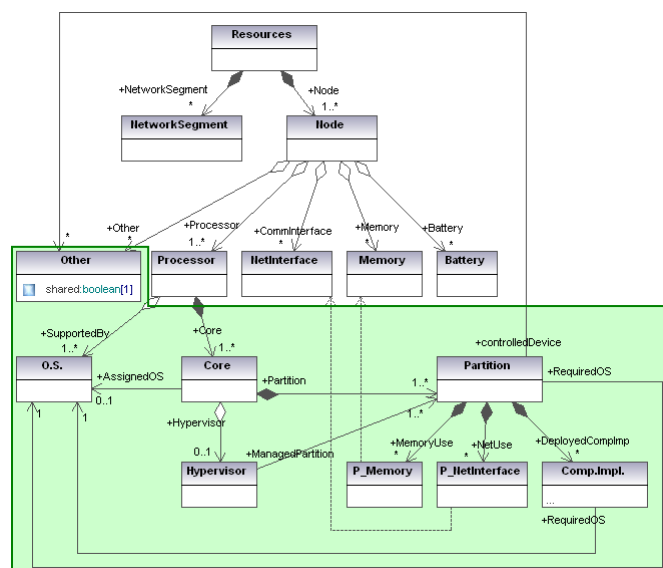 Resources
+NetworkSegment
+Node
*
1..*
NetworkSegment
Node
+Other
+Processor
+CommInterface
+Memory
+Battery
*
*
1..*
*
*
*
Other
Processor
NetInterface
Memory
Battery
shared:boolean[1]
+SupportedBy
+Core
+controlledDevice
1..*
1..*
O.S.
Core
Partition
+RequiredOS
+AssignedOS
+Partition
1..*
0..1
1
1
+Hypervisor
1..*
+MemoryUse
+NetUse
+DeployedCompImp
0..1
+ManagedPartition
*
*
*
Hypervisor
P_Memory
P_NetInterface
Comp.Impl.
...
+RequiredOS